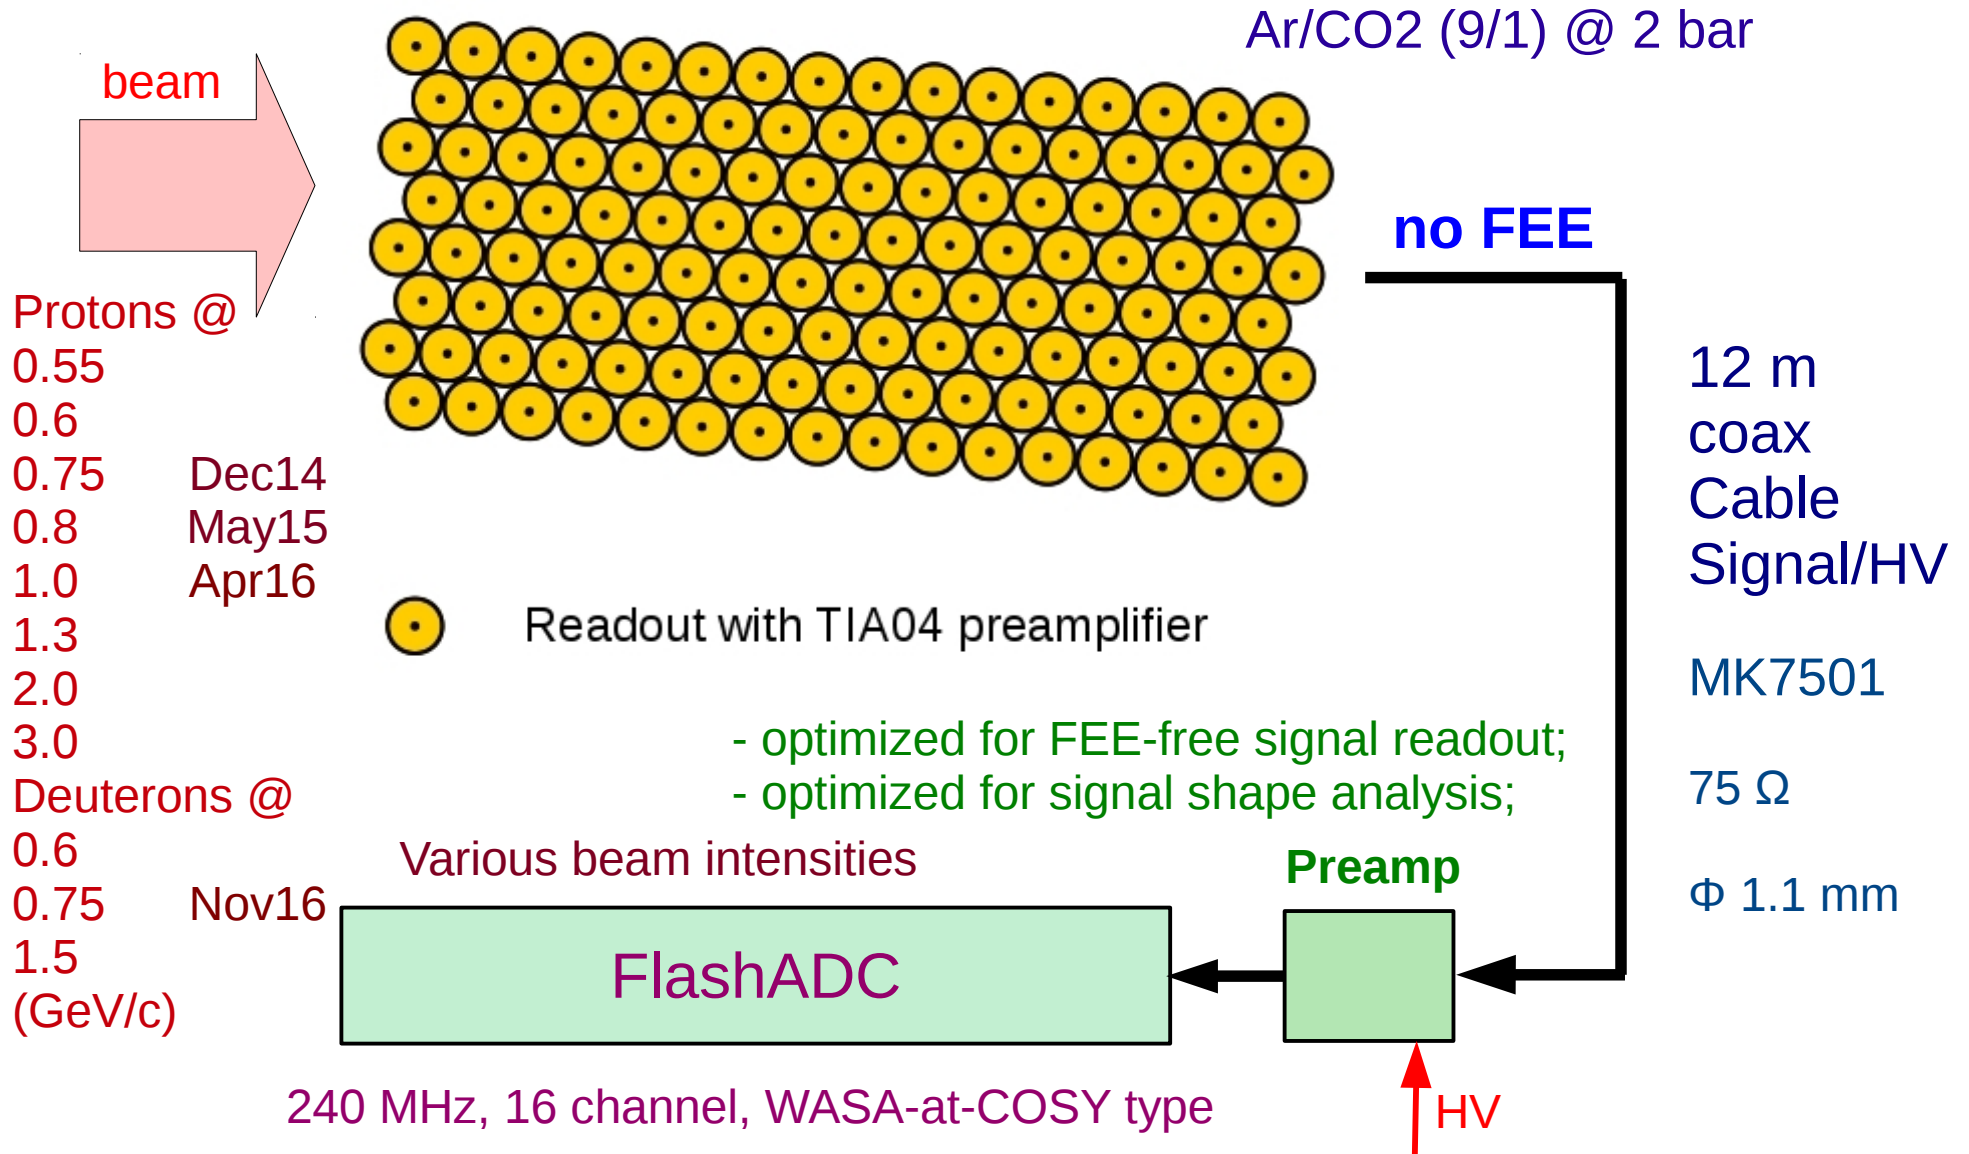 Ar/CO2 (9/1) @ 2 bar
beam
no FEE
Protons @
0.55
0.6
0.75 Dec14
0.8 May15
1.0 Apr16
1.3
2.0
3.0
Deuterons @
0.6
0.75 Nov16
1.5
(GeV/c)
12 m
coax
Cable
Signal/HV
MK7501
75 Ω
Φ 1.1 mm
Readout with TIA04 preamplifier
- optimized for FEE-free signal readout;
- optimized for signal shape analysis;
Various beam intensities
Preamp
FlashADC
240 MHz, 16 channel, WASA-at-COSY type
HV